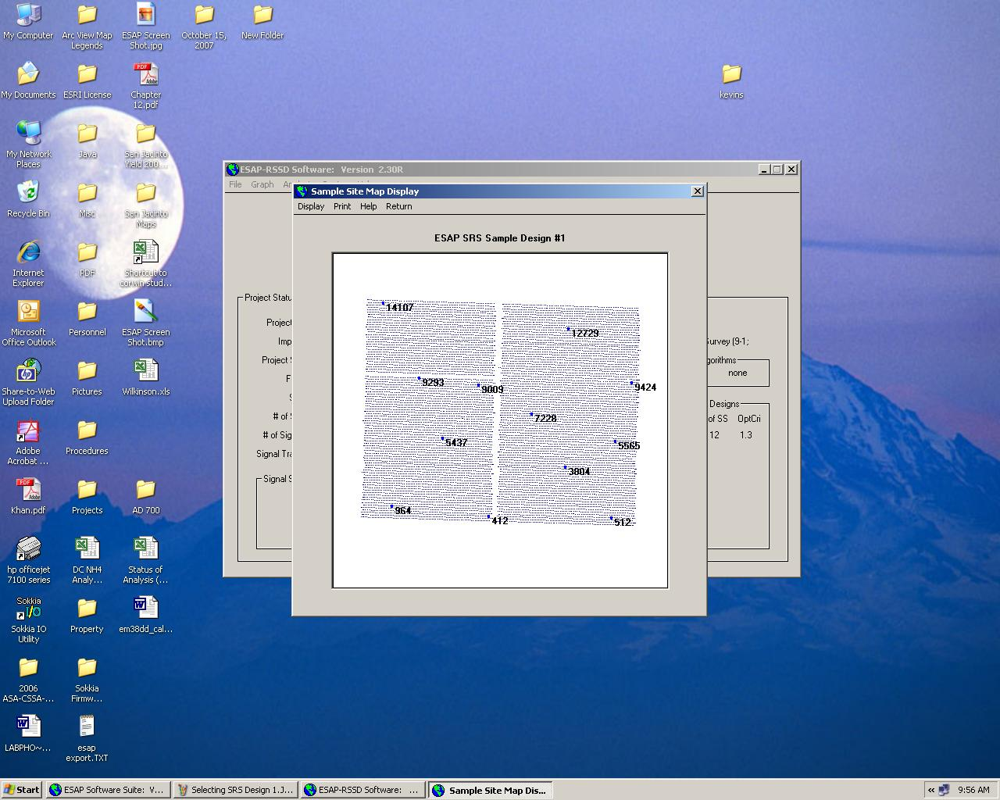 My Computer
Arc View Map
Legends
ESAP Screen
Shot.jpg
October 15,
2007
New Folder
My Documents
ESRI License
Chapter
12.pdf
kevins
My Network
Places
Java
San Jacinto
Yield 200...
Recycle Bin
Misc
San Jacinto
Maps
Internet
Explorer
PDF
Shortcut to
corwin stud...
Microsoft
Office Outlook
Personnel
ESAP Screen
Shot.bmp
Share-to-Web
Upload Folder
Pictures
Wilkinson.xls
Adobe
Acrobat ...
Procedures
Khan.pdf
Projects
AD 700
hp officejet
7100 series
DC NH4
Analy...
Status of
Analysis (...
Sokkia
I/O
Sokkia IO
Utility
Property
em38dd_cal...
2006
ASA-CSSA-...
Sokkia
Firmw...
LABPHO~...
esap
export.TXT
ESAP-RSSD Software: Version 2.30R
File Graph
Sample Site Map Display
Display Print Help Return
ESAP SRS Sample Design #1
14107
12729
9293
9009
9424
7228
5437
5565
3804
964
412
512
Project Statu
Project
Imp
Project S
F
S
# of S
# of Sig
Signal Tra
Signal S
Survey (9-1;
gorithms
none
Designs
of SS OptCri
12 1.3
Start
ESAP Software Suite: V...
Selecting SRS Design 1.J...
ESAP-RSSD Software: ...
Sample Site Map Dis...
«
9:56 AM